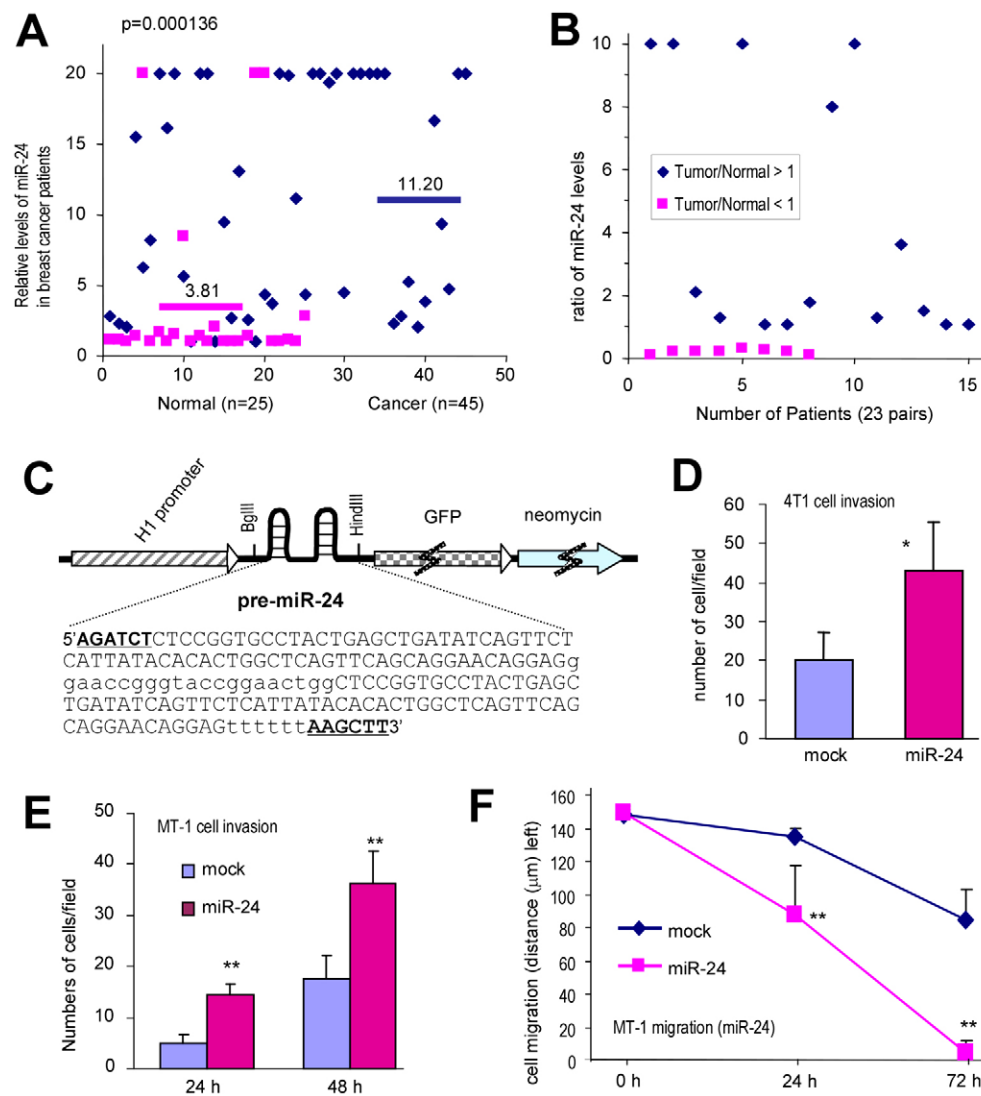 A
p=0.000136
Relative levels of miR-24
in breast cancer patients
20
15
10
5
0
11.20
3.81
0 10 20 30 40 50
Normal (n=25) Cancer (n=45)
B
ratio of miR-24 levels
10
8
6
4
2
0
Tumor/Normal > 1
Tumor/Normal < 1
0 5 10 15
Number of Patients (23 pairs)
C
H1 promoter
BglII
HindIII
GFP
neomycin
pre-miR-24
5'AGATCTCTCCGGTGCCTACTGAGCTGATATCAGTTCT
CATTATACACACTGGCTCAGTTCAGCAGGAACAGGAGg
gaaccgggtaccggaactggCTCCGGTGCCTACTGAGC
TGATATCAGTTCTCATTATACACACTGGCTCAGTTCAG
CAGGAACAGGAGttttttAAGCTT3'
D
4T1 cell invasion
number of cell/field
60
50
40
30
20
10
0
*
mock miR-24
E
MT-1 cell invasion
Numbers of cells/field
50
40
30
20
10
0
mock
miR-24
**
**
24 h 48 h
F
cell migration (distance (μm) left)
160
140
120
100
80
60
40
20
0
**
**
mock
miR-24
MT-1 migration (miR-24)
0 h 24 h 72 h